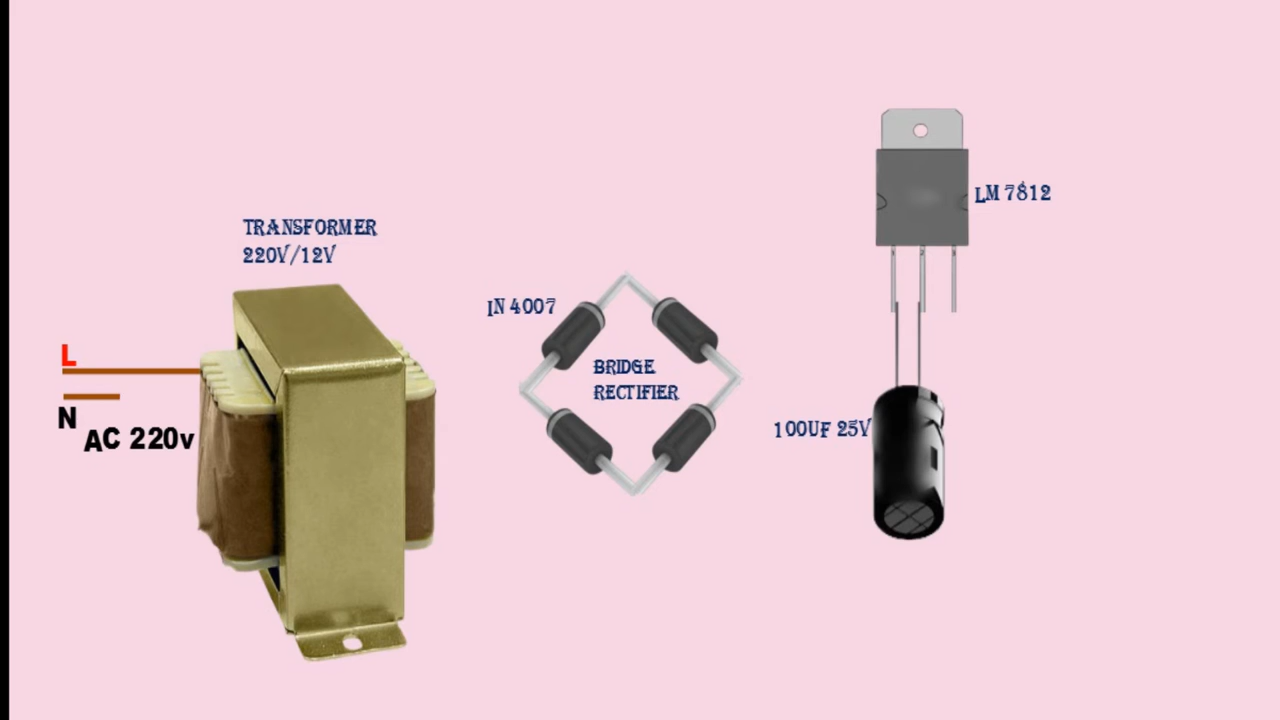 TRANSFORMER
220V/12V
L
N
AC 220v
IN 4007
BRIDGE
RECTIFIER
LM 7812
100UF 25V